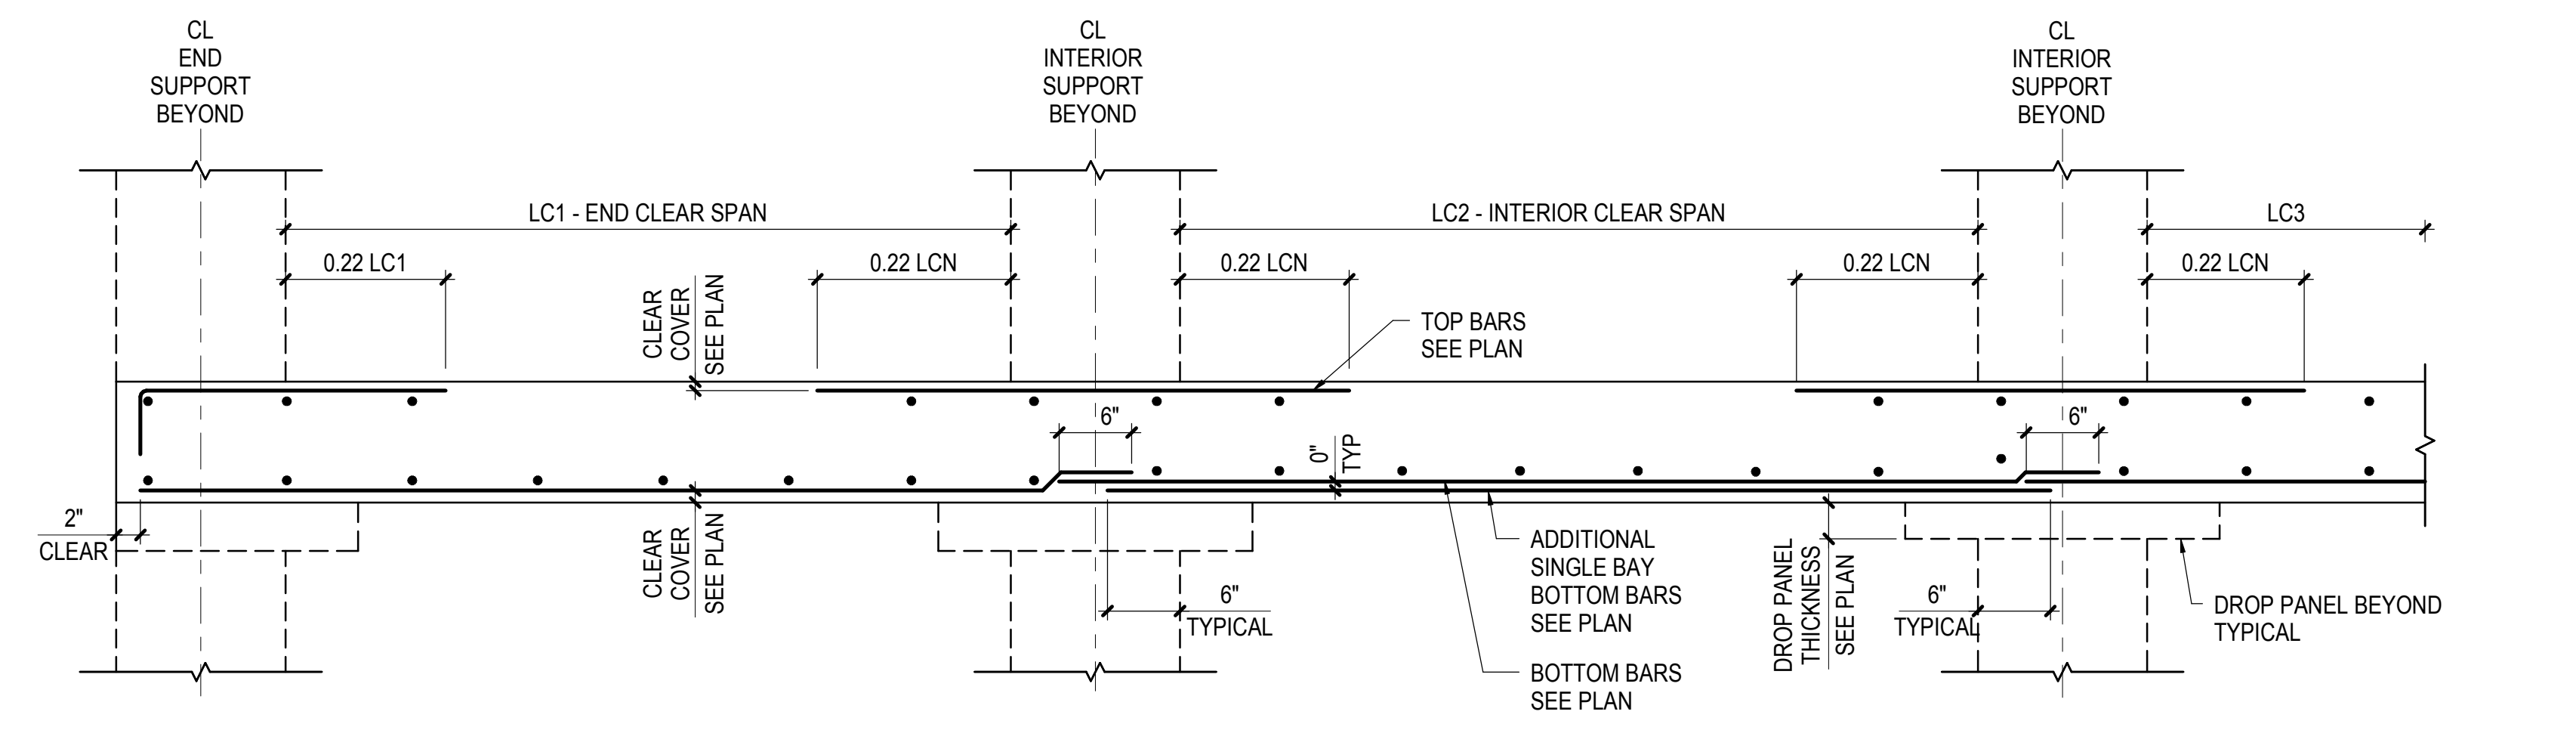 CL
END
SUPPORT
BEYOND
CL
INTERIOR
SUPPORT
BEYOND
CL
INTERIOR
SUPPORT
BEYOND
LC1 - END CLEAR SPAN
LC2 - INTERIOR CLEAR SPAN
LC3
0.22 LC1
0.22 LCN
0.22 LCN
0.22 LCN
0.22 LCN
CLEAR
COVER
SEE PLAN
TOP BARS
SEE PLAN
6"
6"
0"
TYP
2"
CLEAR
CLEAR
COVER
SEE PLAN
6"
TYPICAL
ADDITIONAL
SINGLE BAY
BOTTOM BARS
SEE PLAN
BOTTOM BARS
SEE PLAN
DROP PANEL
THICKNESS
SEE PLAN
6"
TYPICAL
DROP PANEL BEYOND
TYPICAL